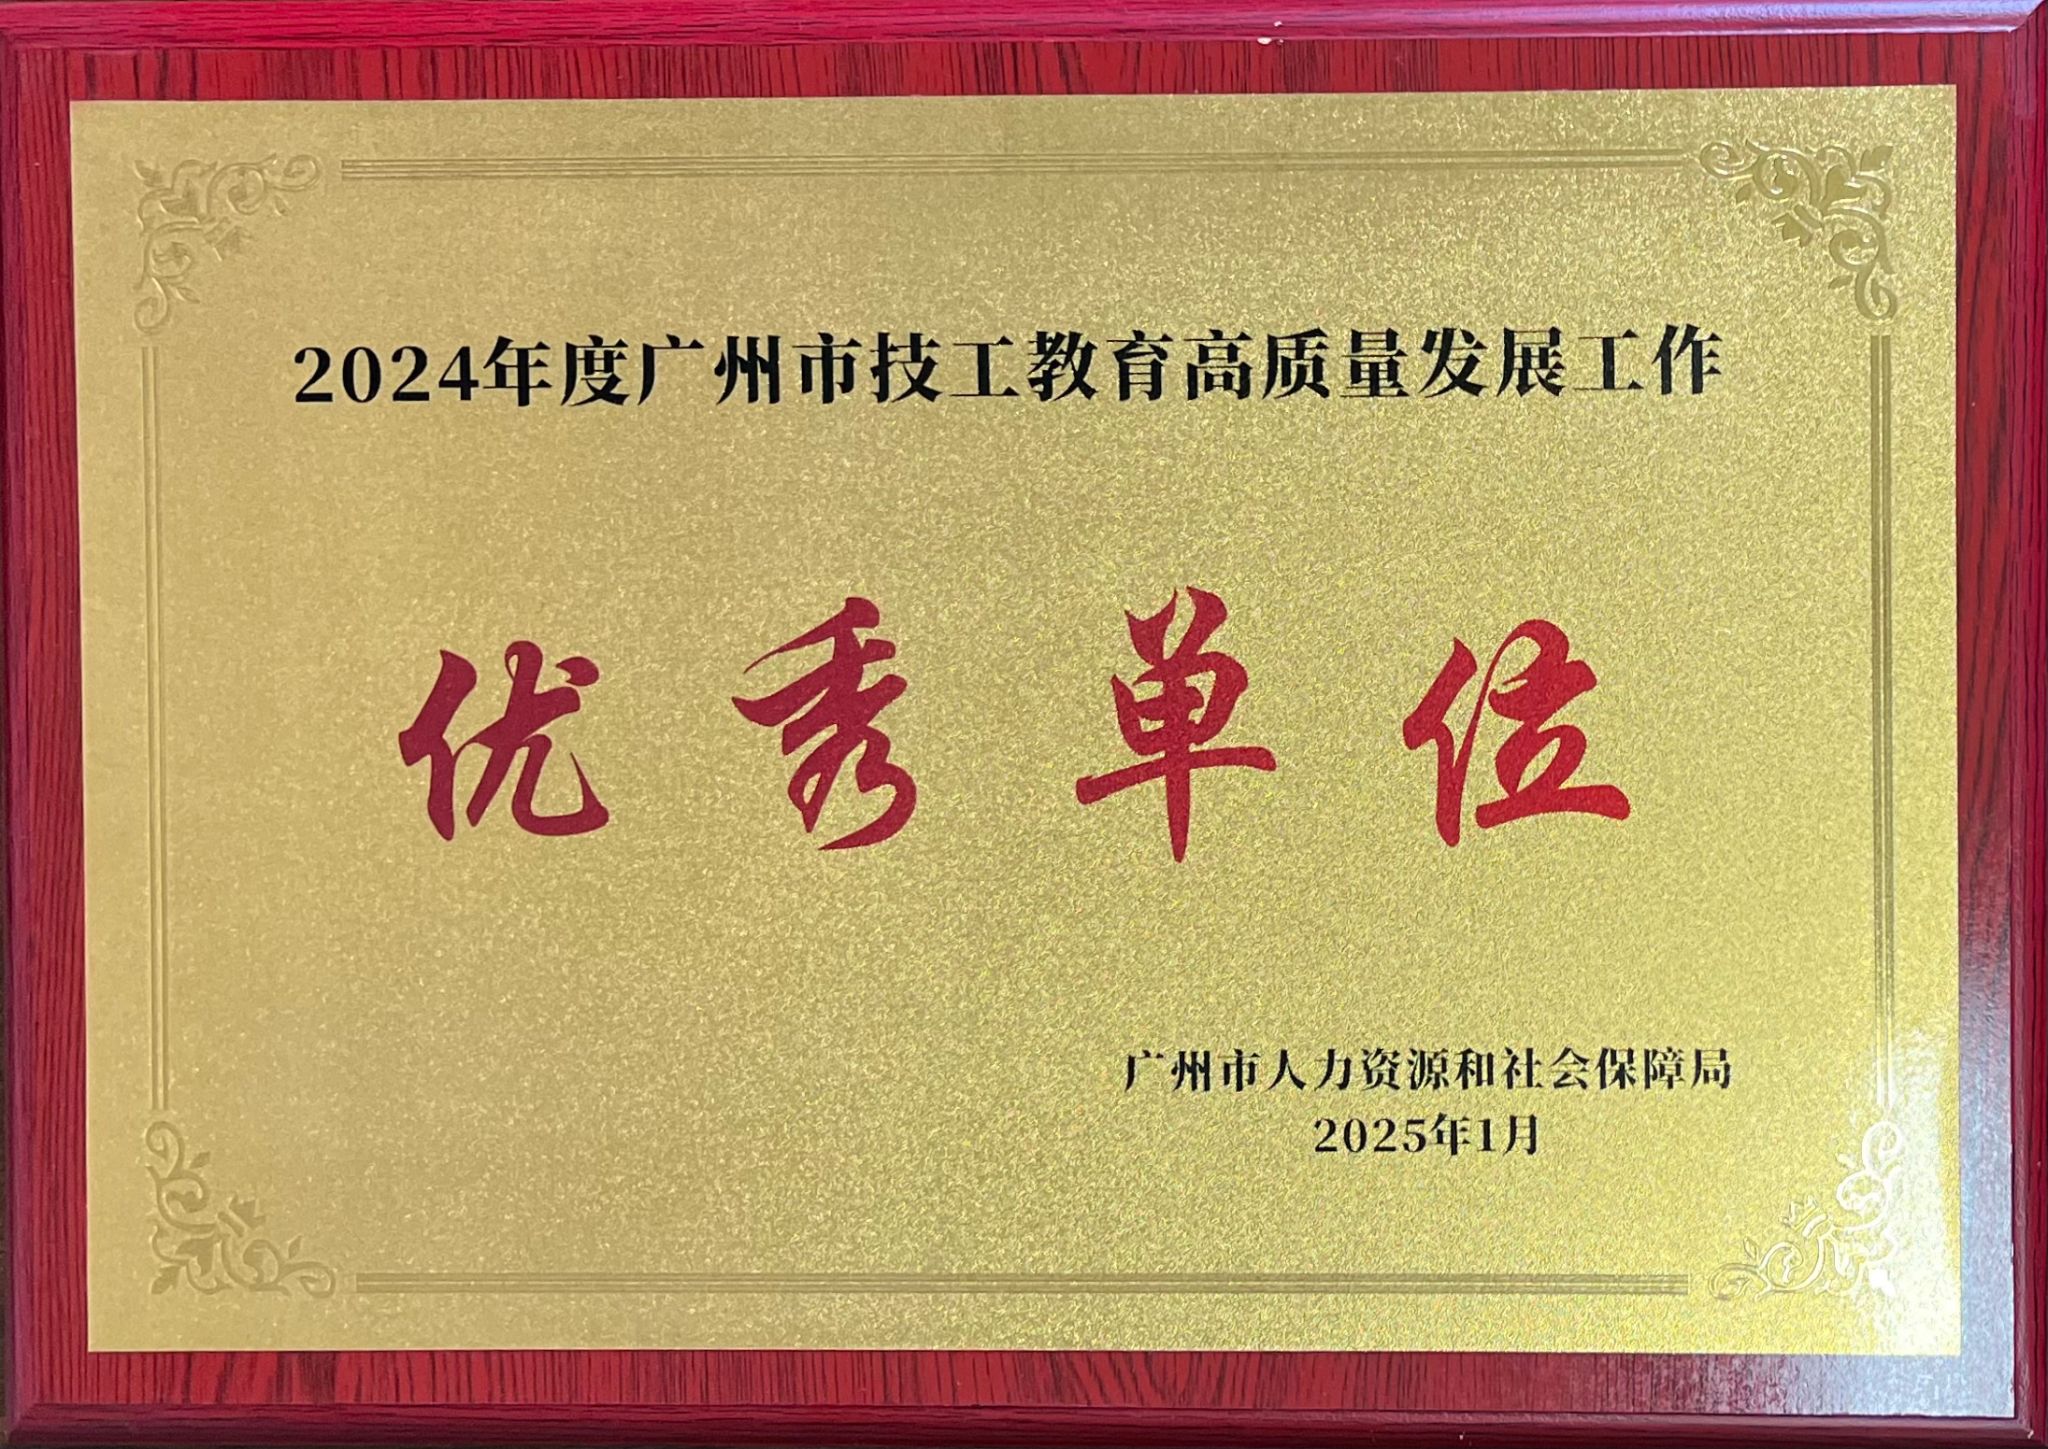 2024年度广州市技工教育高质量发展工作
优秀单位
广州市人力资源和社会保障局
2025年1月